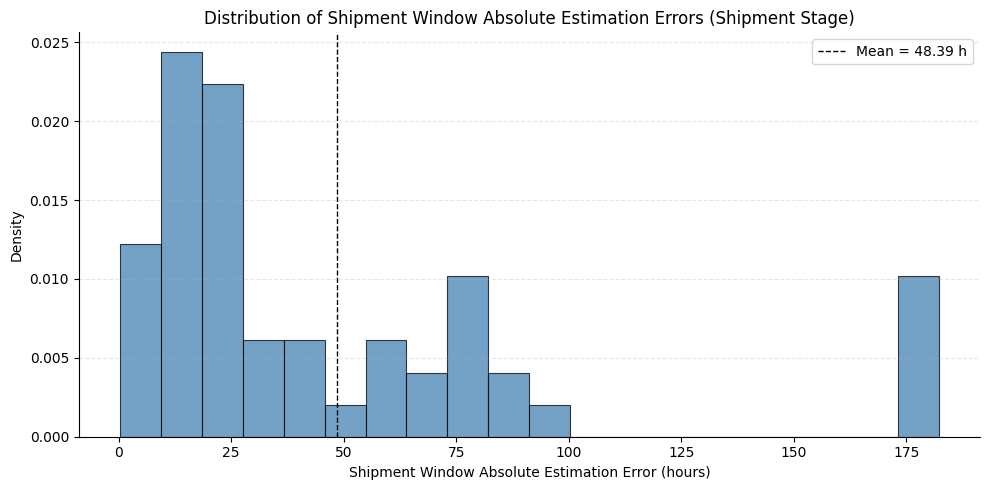 Distribution of Shipment Window Absolute Estimation Errors (Shipment Stage)
Mean = 48.39 h
0.025
0.020
0.015
0.010
0.005
0.000
Density
0 25 50 75 100 125 150 175
Shipment Window Absolute Estimation Error (hours)